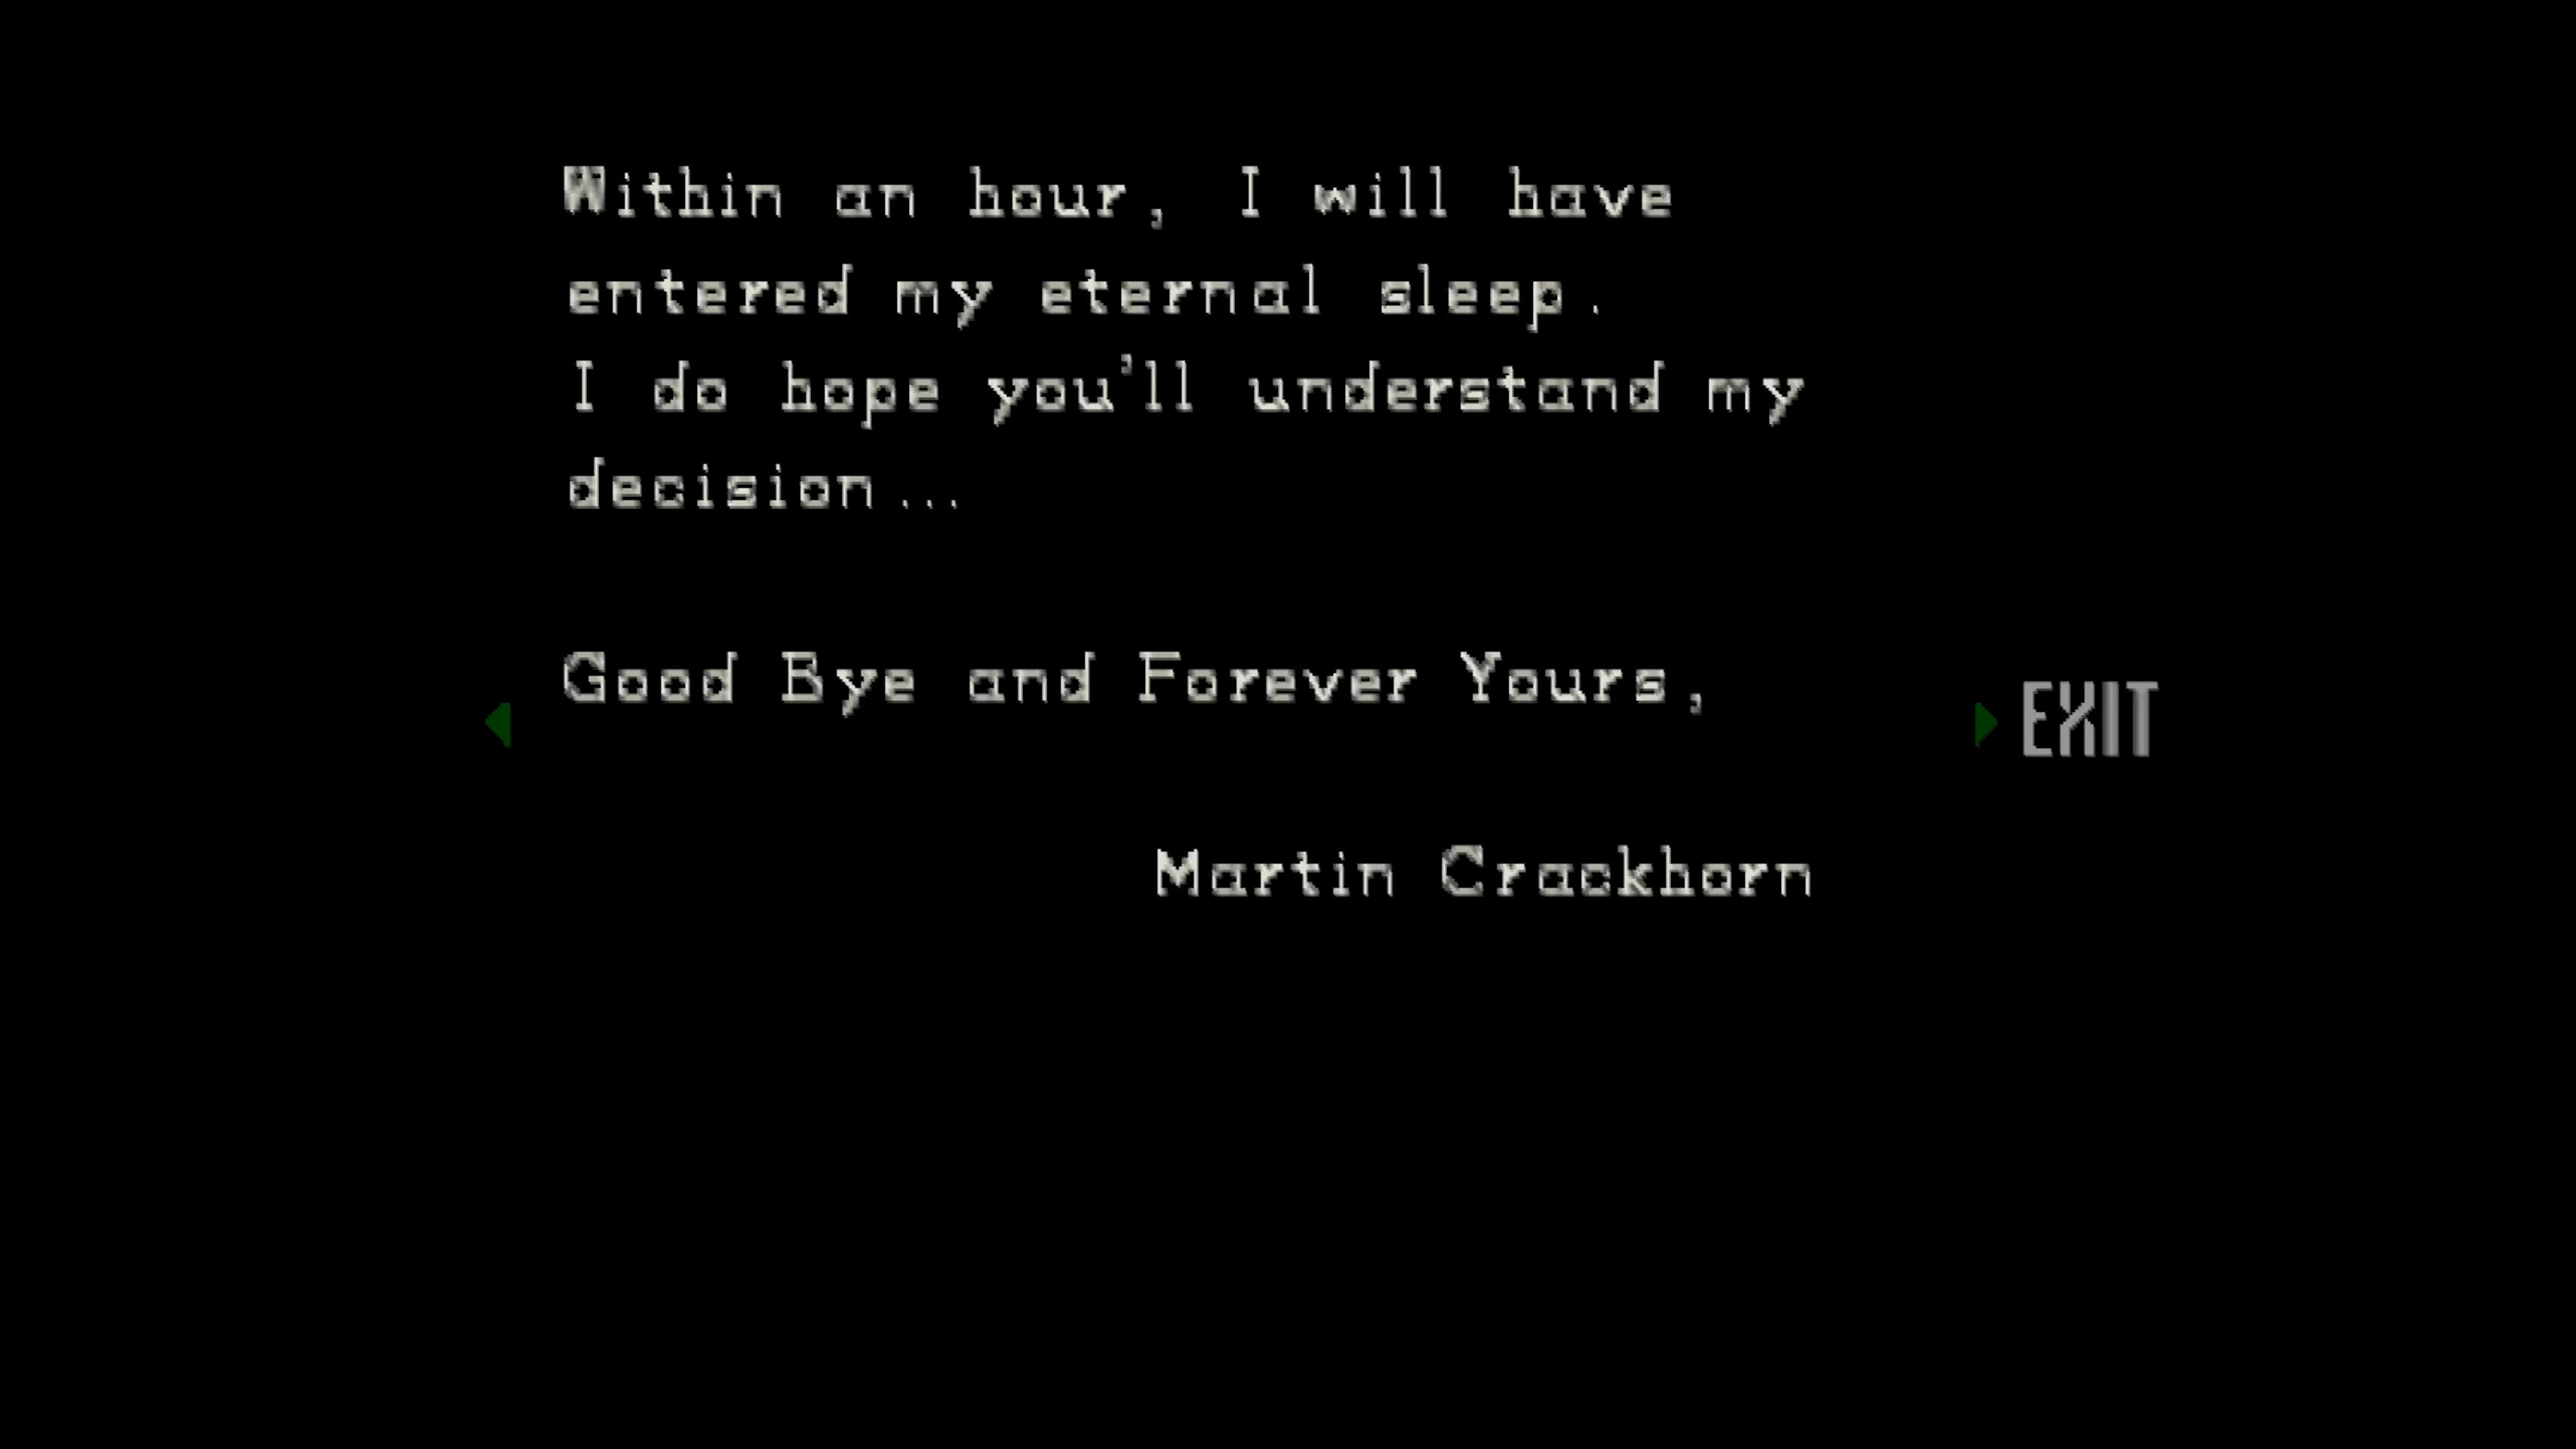 Within an hour, I will have
entered my eternal sleep.
I do hope you'll understand my
decision...
Good Bye and Forever Yours,
EXIT
Martin Crackhorn